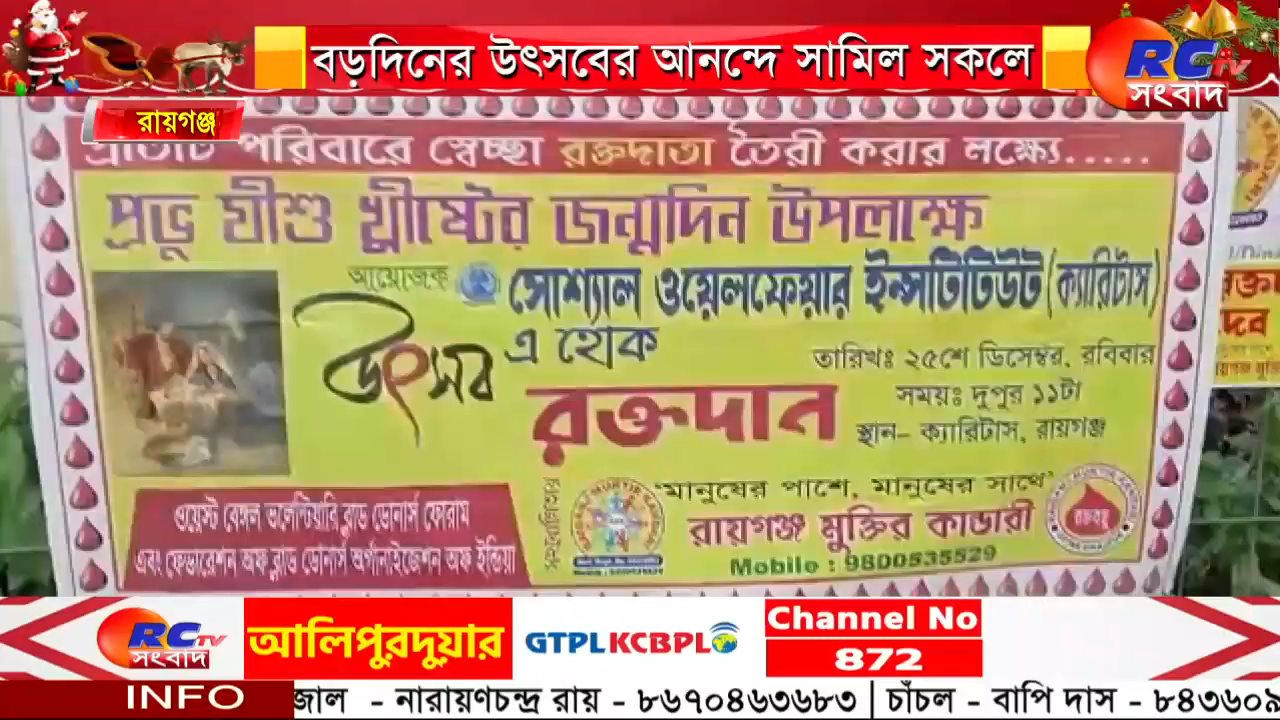 বড়দিনের উৎসবের আনন্দে সামিল সকলে
RC TV
সংবাদ
রায়গঞ্জ
প্রতিটি পরিবারে স্বেচ্ছা রক্তদাতা তৈরী করার লক্ষ্যে.....
প্রভু যীশু খ্রীষ্টের জন্মদিন উপলক্ষে
আয়োজক সোশ্যাল ওয়েলফেয়ার ইন্সটিটিউট (ক্যারিটাস)
উৎসব এ হোক
রক্তদান
তারিখঃ ২৫শে ডিসেম্বর, রবিবার
সময়ঃ দুপুর ১১টা
স্থান- ক্যারিটাস, রায়গঞ্জ
ওয়েস্ট বেঙ্গল ভলেন্টিয়ারি ব্লাড ডোনার্স ফোরাম
এবং ফেডারেশন অফ ব্লাড ডোনার্স অর্গানাইজেশন অফ ইন্ডিয়া
সহযোগিতায়
'মানুষের পাশে, মানুষের সাথে'
রায়গঞ্জ মুক্তির কান্ডারী
Mobile : 9800535529
রক্তবন্ধু
RC TV
সংবাদ
আলিপুরদুয়ার
GTPL KCBPL
Channel No
872
INFO
জাল - নারায়ণচন্দ্র রায় - ৮৬৭০৪৬৩৬৮৩ | চাঁচল - বাপি দাস - ৮৪৩৬০৯